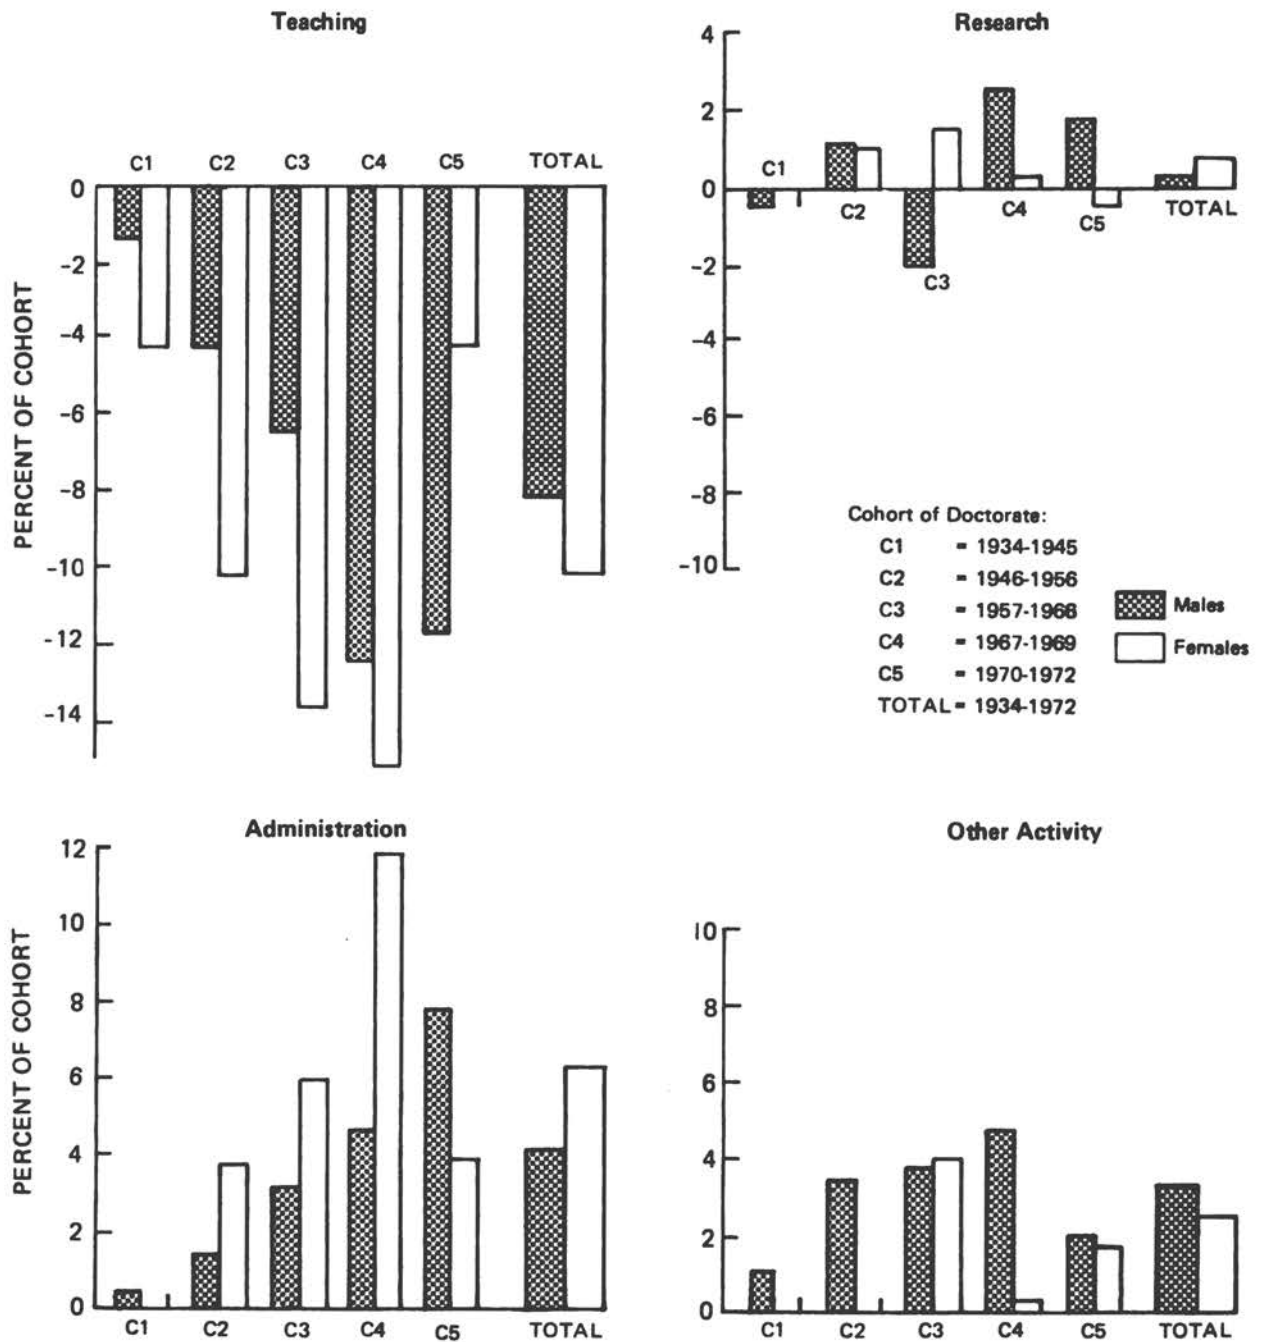 Teaching
C1 C2 C3 C4 C5 TOTAL
0
-2
-4
-6
-8
-10
-12
-14
PERCENT OF COHORT
Research
4
2
0
-2
-4
-6
-8
-10
C1
C2
C3
C4
C5
TOTAL
Cohort of Doctorate:
C1 = 1934-1945
C2 = 1946-1956
C3 = 1957-1966
C4 = 1967-1969
C5 = 1970-1972
TOTAL = 1934-1972
Males
Females
Administration
12
10
8
6
4
2
0
PERCENT OF COHORT
C1 C2 C3 C4 C5 TOTAL
Other Activity
10
8
6
4
2
0
C1 C2 C3 C4 C5 TOTAL